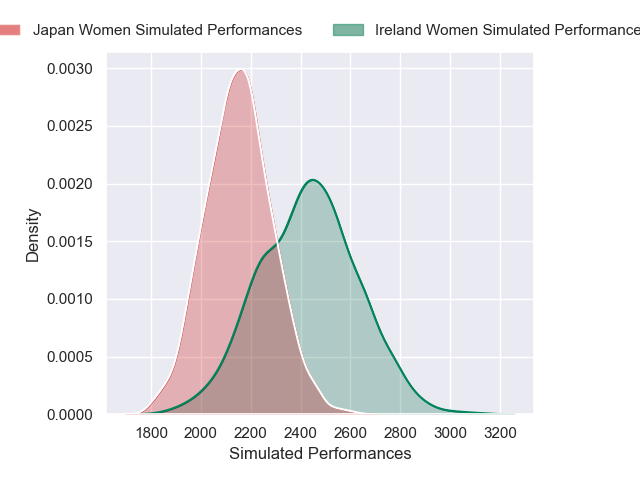 Japan Women Simulated Performances
Ireland Women Simulated Performance
0.0030
0.0025
0.0020
0.0015
0.0010
0.0005
0.0000
Density
1800 2000 2200 2400 2600 2800 3000 3200
Simulated Performances